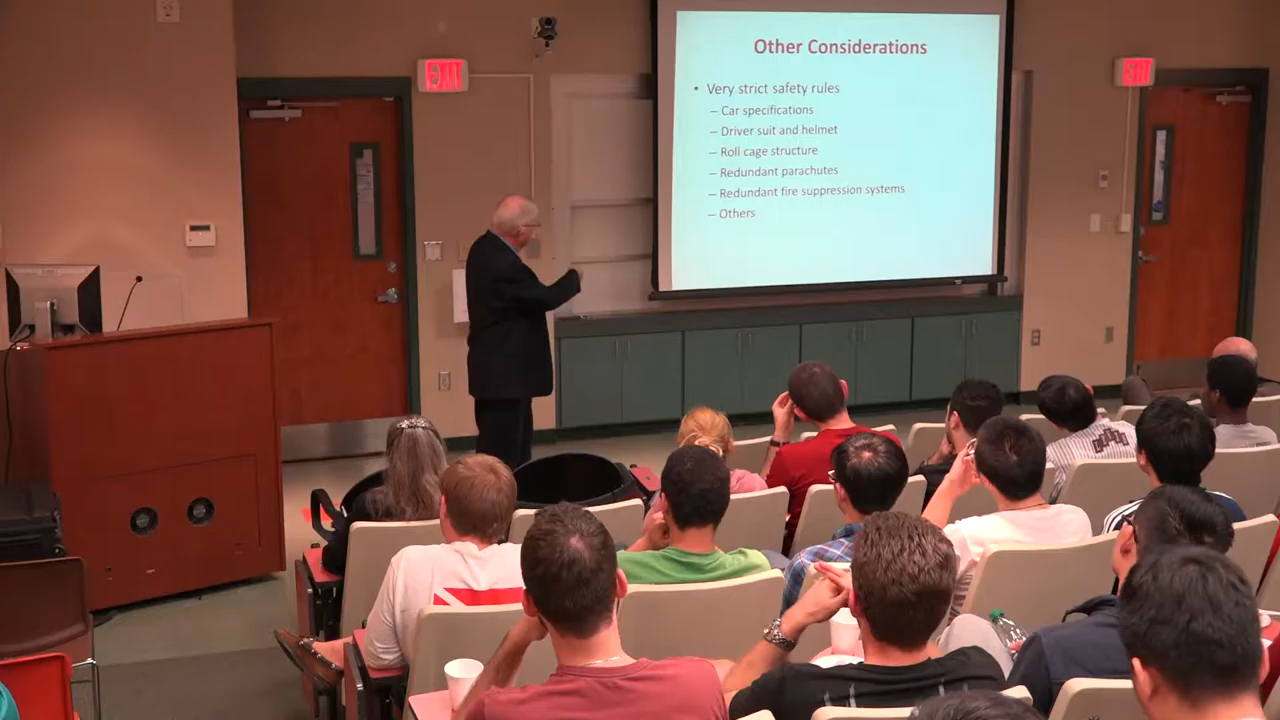 EXIT
Other Considerations
EXIT
• Very strict safety rules
– Car specifications
– Driver suit and helmet
– Roll cage structure
– Redundant parachutes
– Redundant fire suppression systems
– Others